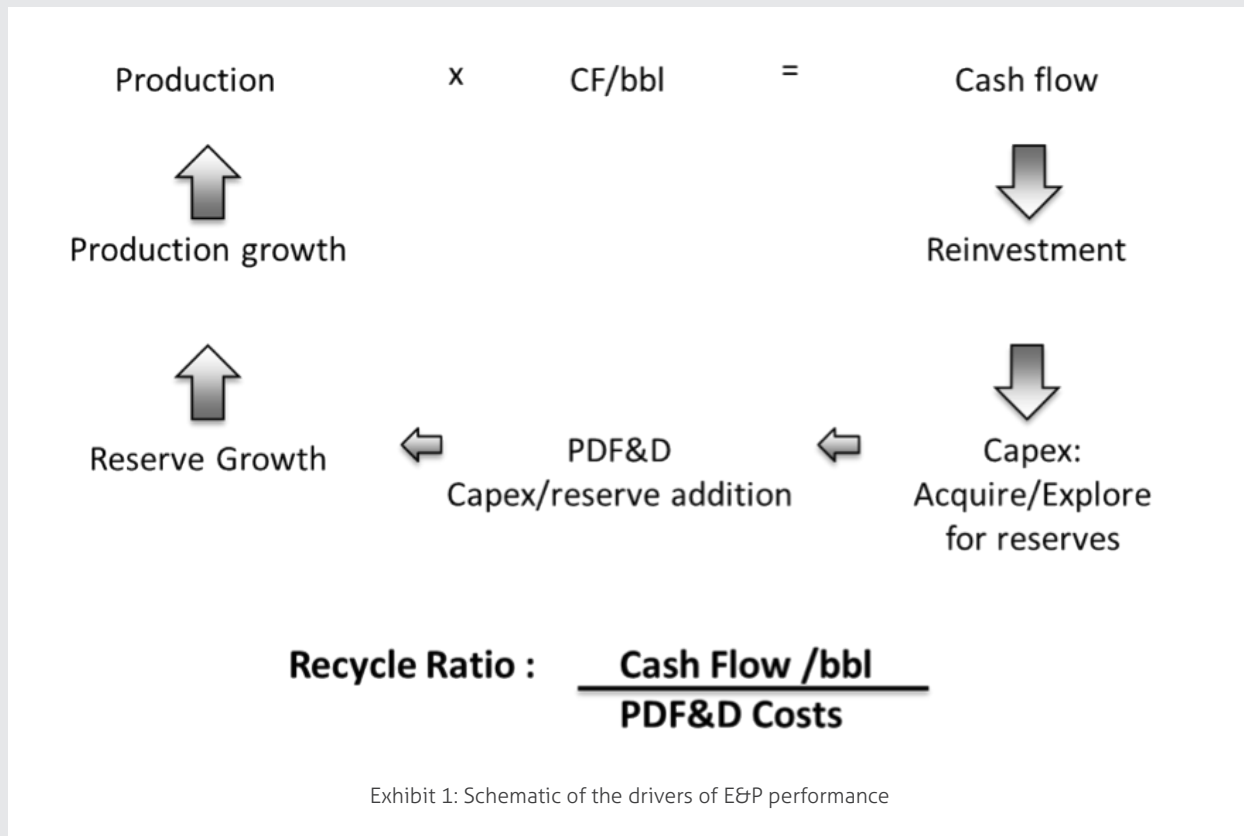 Production x CF/bbl = Cash flow
Production growth
Reinvestment
Reserve Growth
PDF&D
Capex/reserve addition
Capex:
Acquire/Explore
for reserves
Recycle Ratio : Cash Flow /bbl
PDF&D Costs
Exhibit 1: Schematic of the drivers of E&P performance